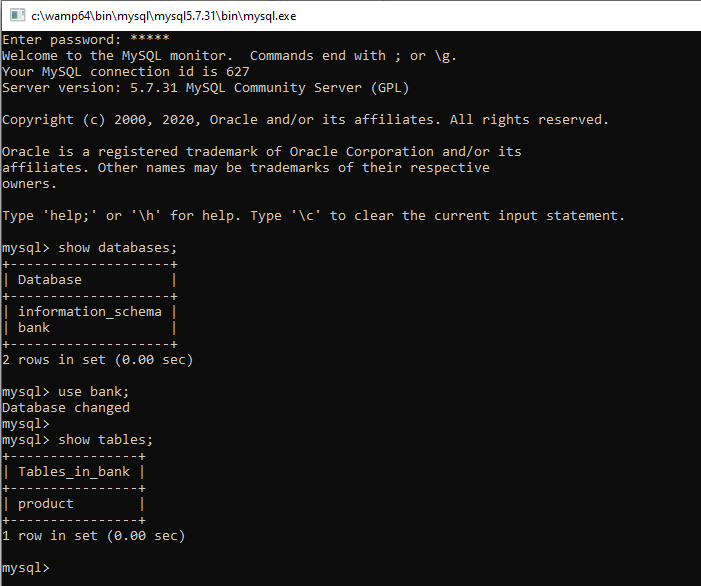 c:\wamp64\bin\mysql\mysql5.7.31\bin\mysql.exe
Enter password: *****
Welcome to the MySQL monitor.  Commands end with ; or \g.
Your MySQL connection id is 627
Server version: 5.7.31 MySQL Community Server (GPL)
Copyright (c) 2000, 2020, Oracle and/or its affiliates. All rights reserved.
Oracle is a registered trademark of Oracle Corporation and/or its
affiliates. Other names may be trademarks of their respective
owners.
Type 'help;' or '\h' for help. Type '\c' to clear the current input statement.
mysql> show databases;
+--------------------+
| Database           |
+--------------------+
| information_schema |
| bank               |
+--------------------+
2 rows in set (0.00 sec)
mysql> use bank;
Database changed
mysql>
mysql> show tables;
+----------------+
| Tables_in_bank |
+----------------+
| product        |
+----------------+
1 row in set (0.00 sec)
mysql>